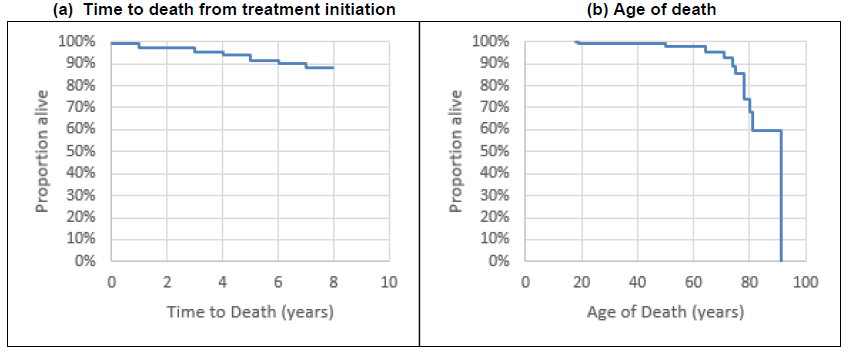 (a) Time to death from treatment initiation
(b) Age of death
Proportion alive
100%
90%
80%
70%
60%
50%
40%
30%
20%
10%
0%
0 2 4 6 8 10
Time to Death (years)
Proportion alive
100%
90%
80%
70%
60%
50%
40%
30%
20%
10%
0%
0 20 40 60 80 100
Age of Death (years)